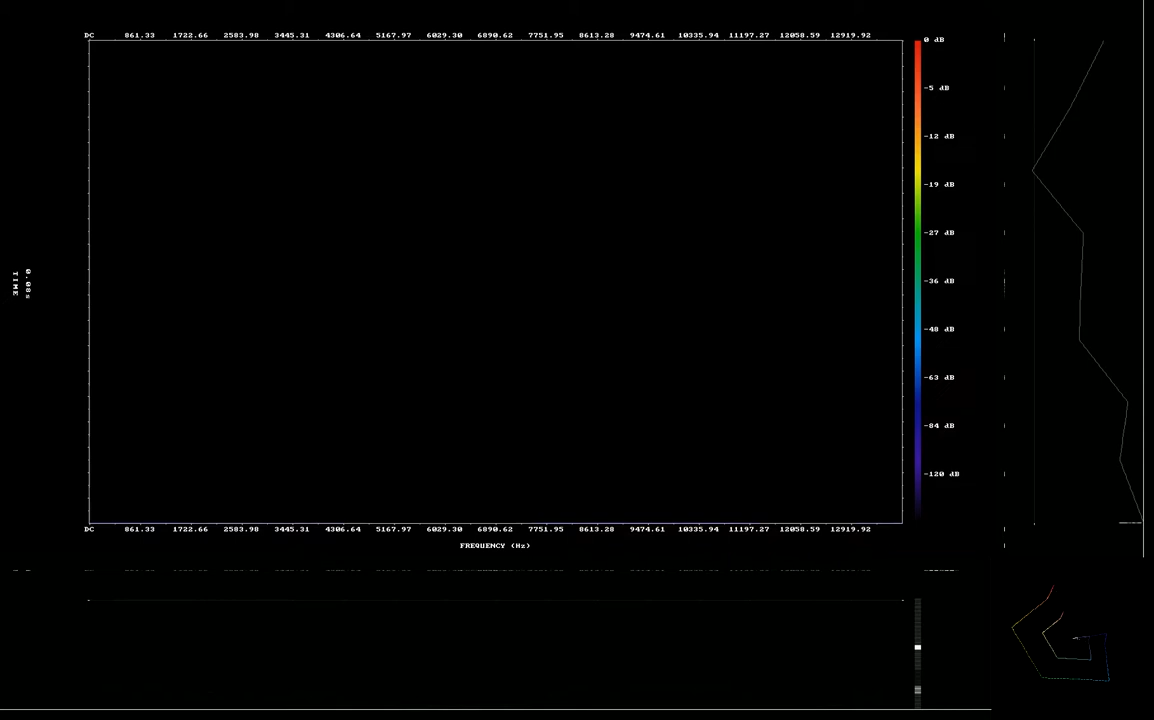 DC 861.33 1722.66 2583.98 3445.31 4306.64 5167.97 6029.30 6890.62 7751.95 8613.28 9474.61 10335.94 11197.27 12058.59 12919.92
0 dB
-5 dB
-12 dB
-19 dB
-27 dB
-36 dB
-48 dB
-63 dB
-84 dB
-120 dB
TIME
0.08s
DC 861.33 1722.66 2583.98 3445.31 4306.64 5167.97 6029.30 6890.62 7751.95 8613.28 9474.61 10335.94 11197.27 12058.59 12919.92
FREQUENCY (Hz)